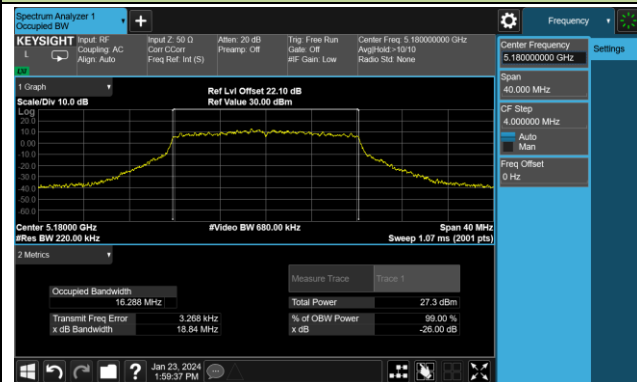 Spectrum Analyzer 1
Occupied BW
Frequency
KEYSIGHT
L
Input: RF
Coupling: AC
Align: Auto
Input Z: 50 Ω
Corr CCorr
Freq Ref: Int (S)
Atten: 20 dB
Preamp: Off
Trig: Free Run
Gate: Off
#IF Gain: Low
Center Freq: 5.180000000 GHz
Avg|Hold:>10/10
Radio Std: None
Center Frequency
5.180000000 GHz
Settings
Span
40.000 MHz
CF Step
4.000000 MHz
Auto
Man
Freq Offset
0 Hz
1 Graph
Scale/Div 10.0 dB
Ref Lvl Offset 22.10 dB
Ref Value 30.00 dBm
Log
20.0
10.0
0.00
-10.0
-20.0
-30.0
-40.0
-50.0
-60.0
Center 5.18000 GHz
#Res BW 220.00 kHz
#Video BW 680.00 kHz
Span 40 MHz
Sweep 1.07 ms (2001 pts)
2 Metrics
Measure Trace
Trace 1
Occupied Bandwidth
16.288 MHz
Total Power
27.3 dBm
Transmit Freq Error
3.268 kHz
% of OBW Power
99.00 %
x dB Bandwidth
18.84 MHz
x dB
-26.00 dB
Jan 23, 2024
1:59:37 PM